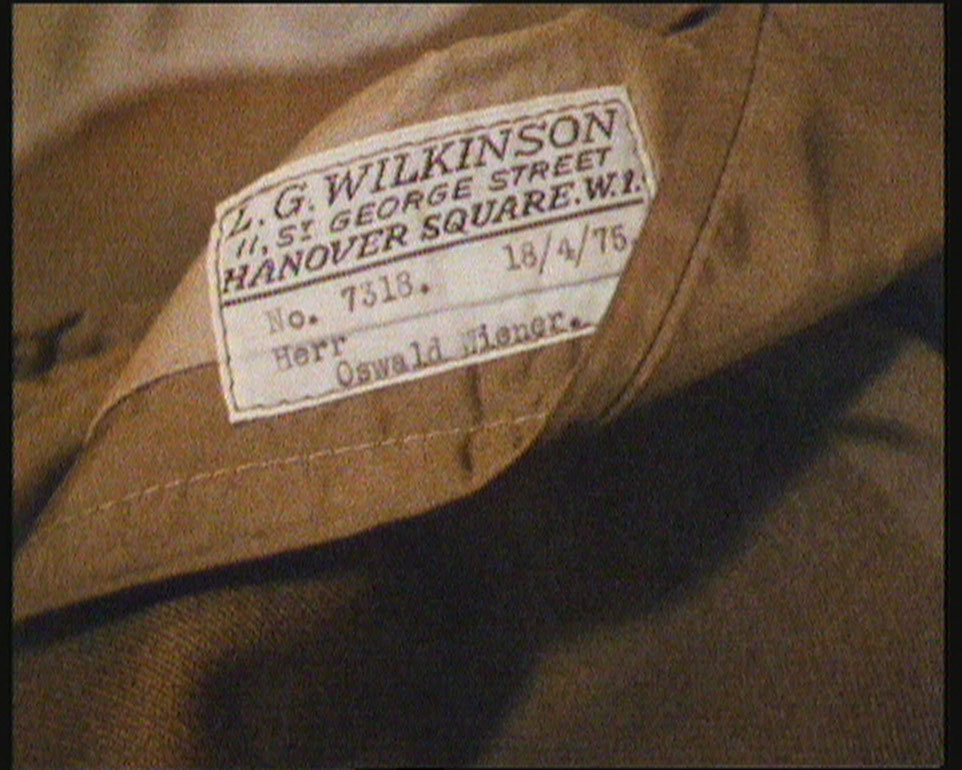 L. G. WILKINSON
11, ST GEORGE STREET
HANOVER SQUARE. W.1.
No. 7318. 18/4/75.
Herr
Oswald Wiener.